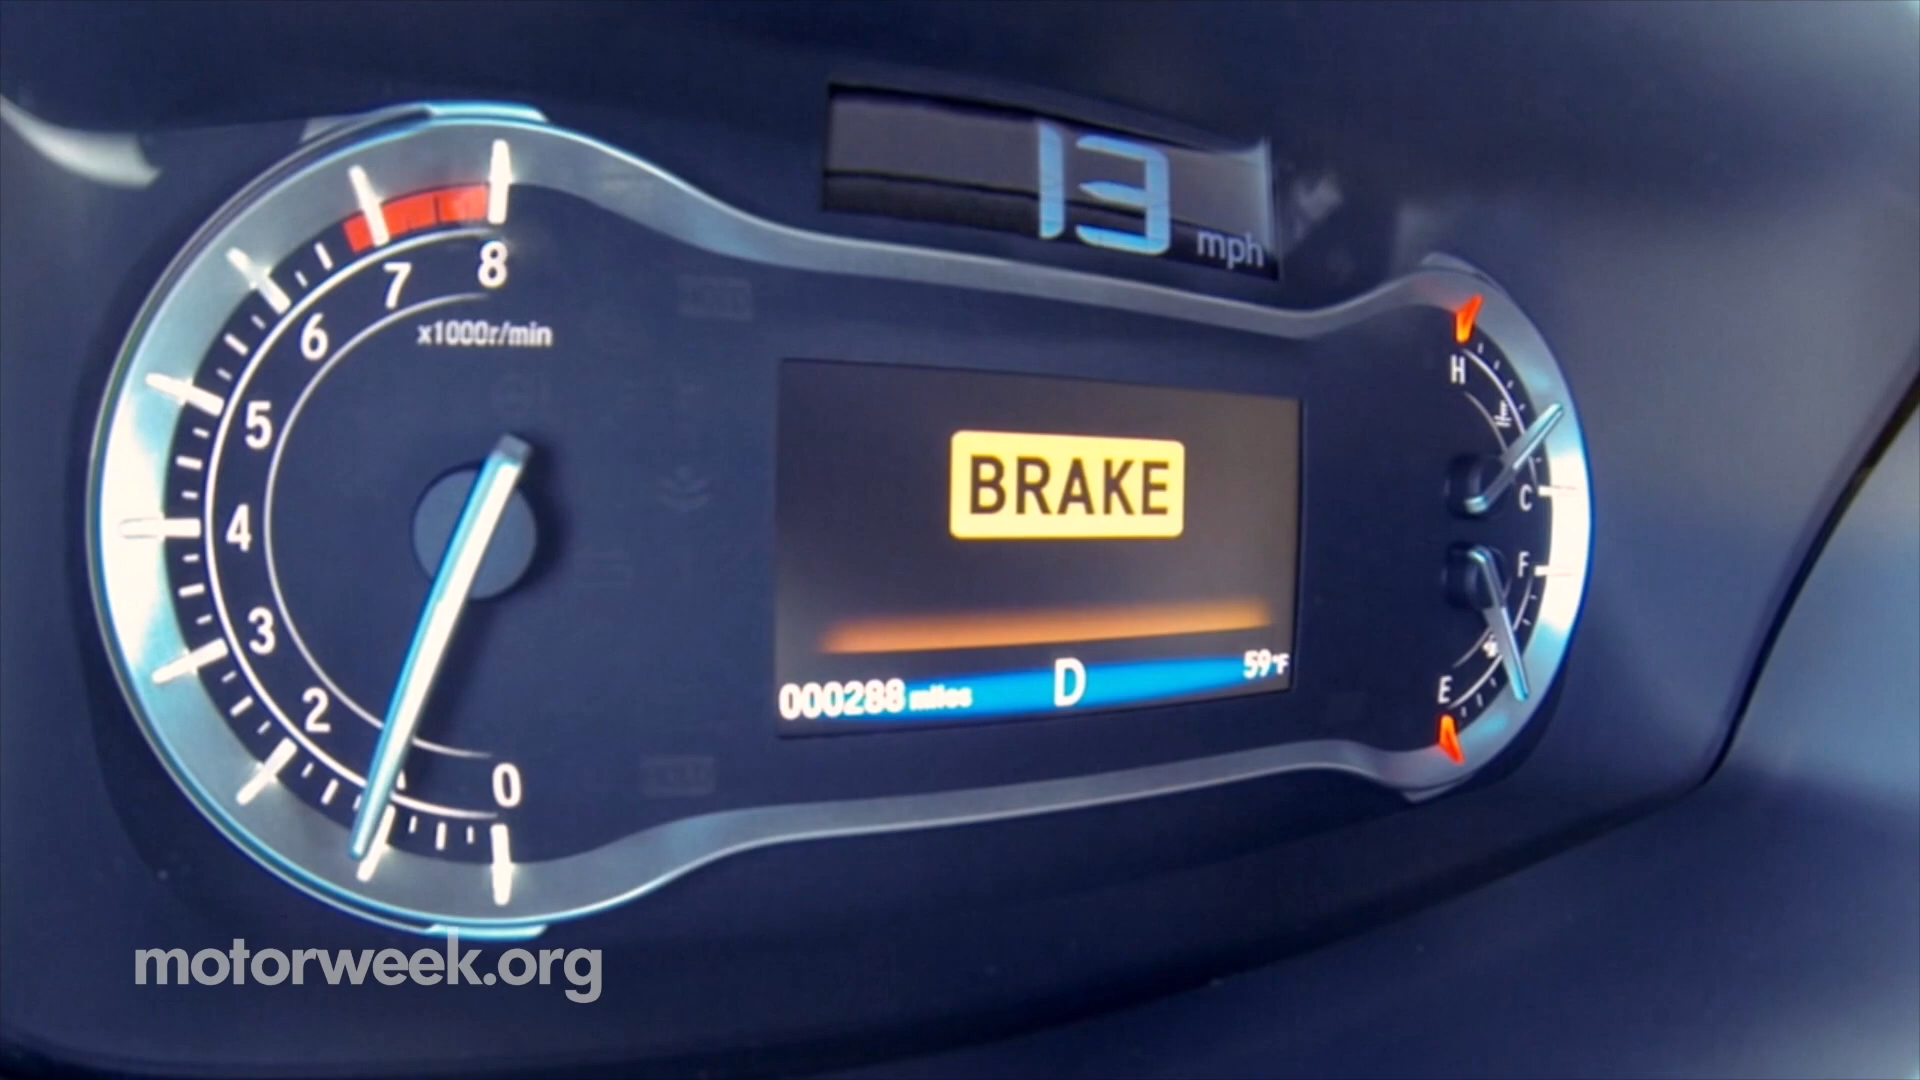 13 mph
8
7
x1000r/min
6
5
4
3
2
0
BRAKE
000288 miles D 59°F
H
C
F
E
motorweek.org